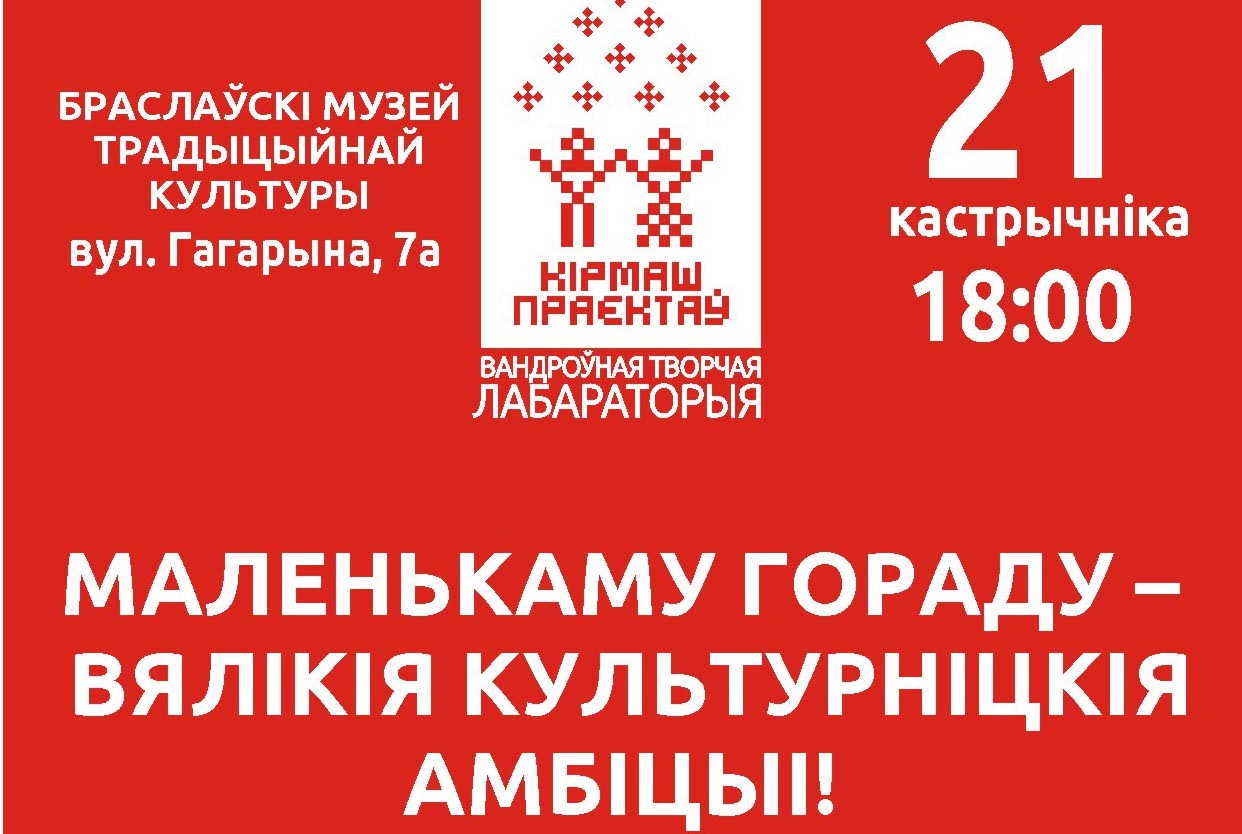 БРАСЛАЎСКІ МУЗЕЙ
ТРАДЫЦЫЙНАЙ
КУЛЬТУРЫ
вул. Гагарына, 7а
КІРМАШ
ПРАЕКТАЎ
ВАНДРОЎНАЯ ТВОРЧАЯ
ЛАБАРАТОРЫЯ
21
кастрычніка
18:00
МАЛЕНЬКАМУ ГОРАДУ –
ВЯЛІКІЯ КУЛЬТУРНІЦКІЯ
АМБІЦЫІІ!